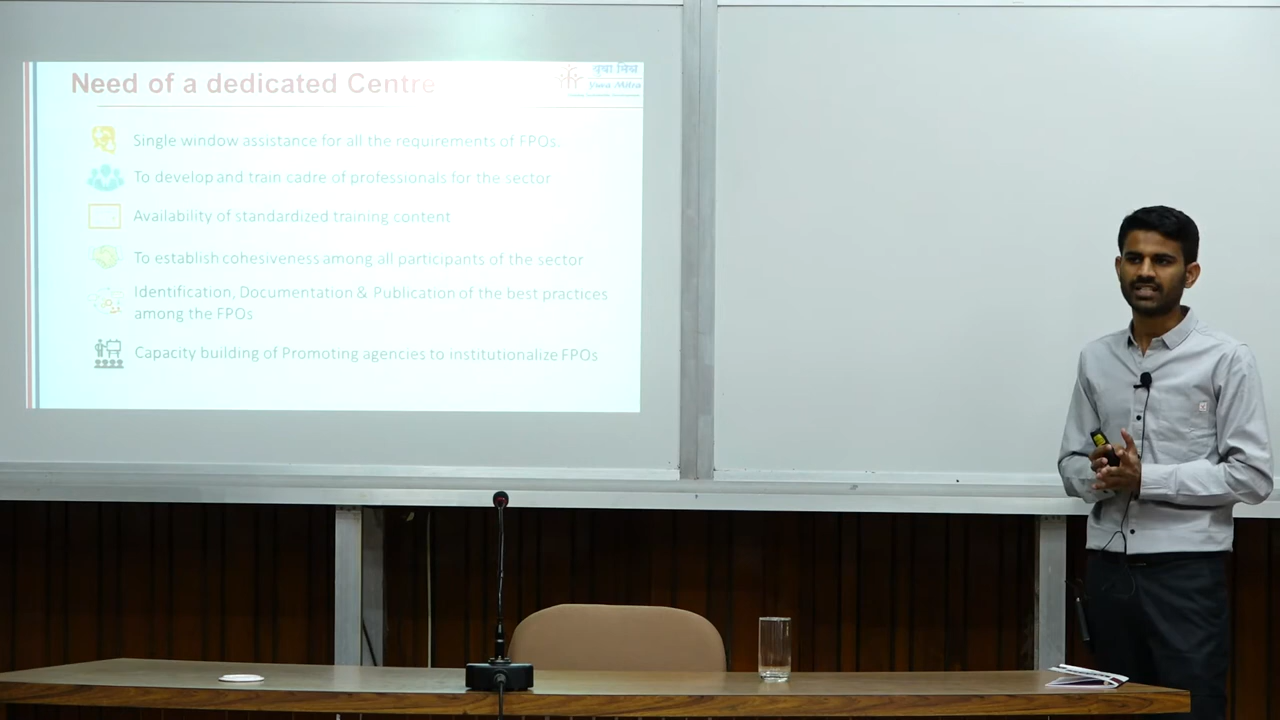 Need of a dedicated Centre
युवा मित्र
Yuva Mitra
Single window assistance for all the requirements of FPOs.
To develop and train cadre of professionals for the sector
Availability of standardized training content
To establish cohesiveness among all participants of the sector
Identification, Documentation & Publication of the best practices
among the FPOs
Capacity building of Promoting agencies to institutionalize FPOs